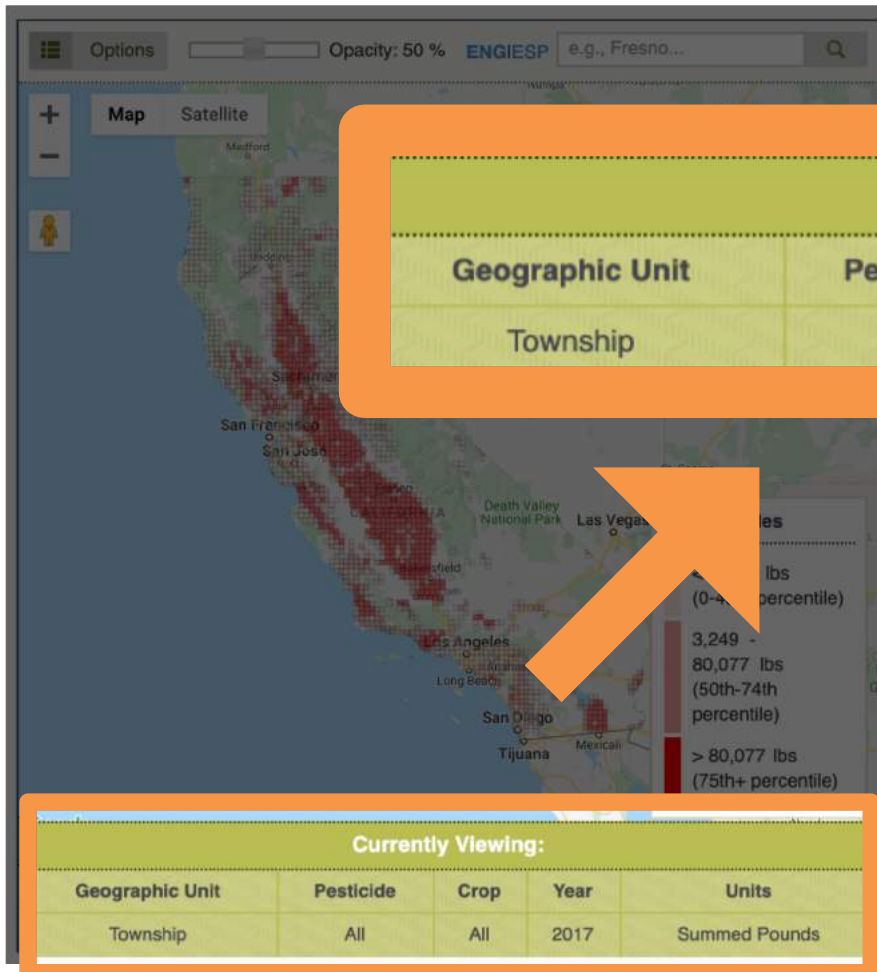 Options Opacity: 50 % ENG|ESP e.g., Fresno...
Map Satellite
Medford
Geographic Unit Pe
Township
San Francisco
San Jose
Death Valley
National Park
Las Vegas
lbs
percentile)
3,249 -
80,077 lbs
(50th-74th
percentile)
Los Angeles
Long Beach
San Diego
Tijuana
Mexicali
> 80,077 lbs
(75th+ percentile)
Currently Viewing:
Geographic Unit Pesticide Crop Year Units
Township All All 2017 Summed Pounds